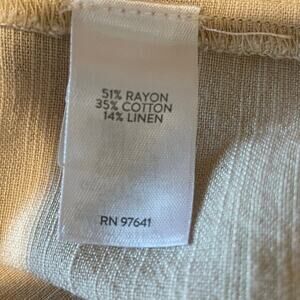 51% RAYON
35% COTTON
14% LINEN
RN 97641